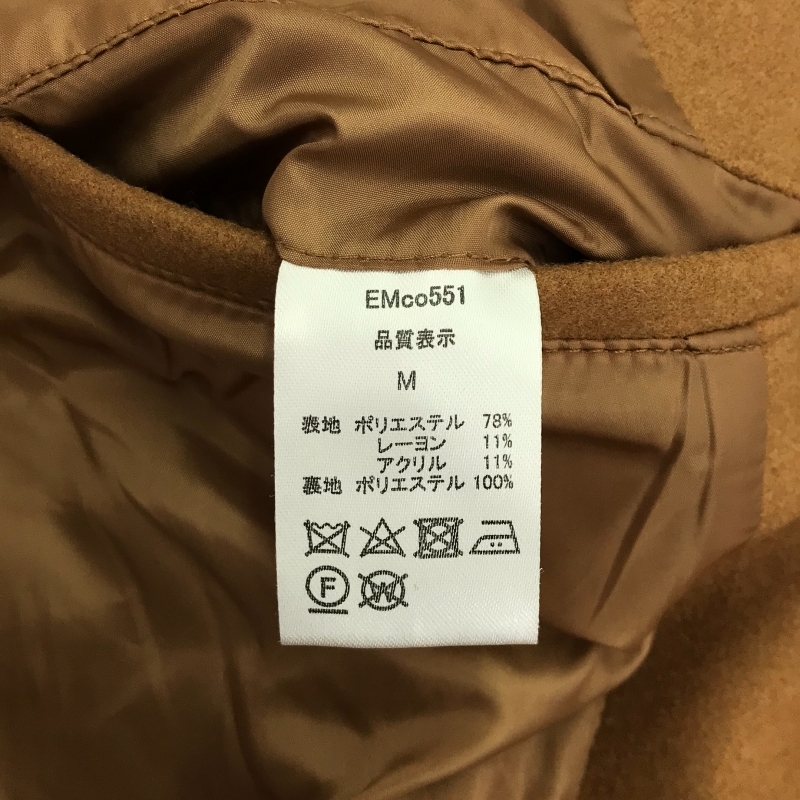 EMco551
品質表示
M
表地 ポリエステル 78%
レーヨン 11%
アクリル 11%
裏地 ポリエステル 100%
F
W